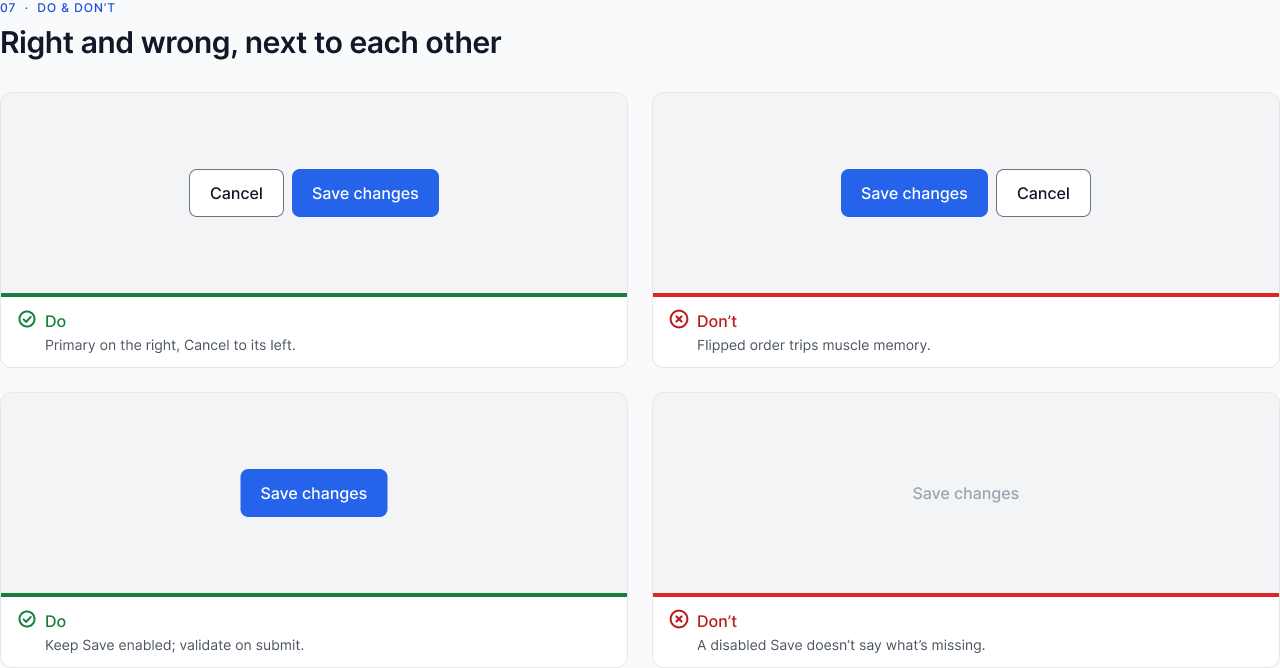 07 · DO & DON’T
Right and wrong, next to each other
Cancel
Save changes
Do
Primary on the right, Cancel to its left.
Save changes
Cancel
Don’t
Flipped order trips muscle memory.
Save changes
Do
Keep Save enabled; validate on submit.
Save changes
Don’t
A disabled Save doesn’t say what’s missing.